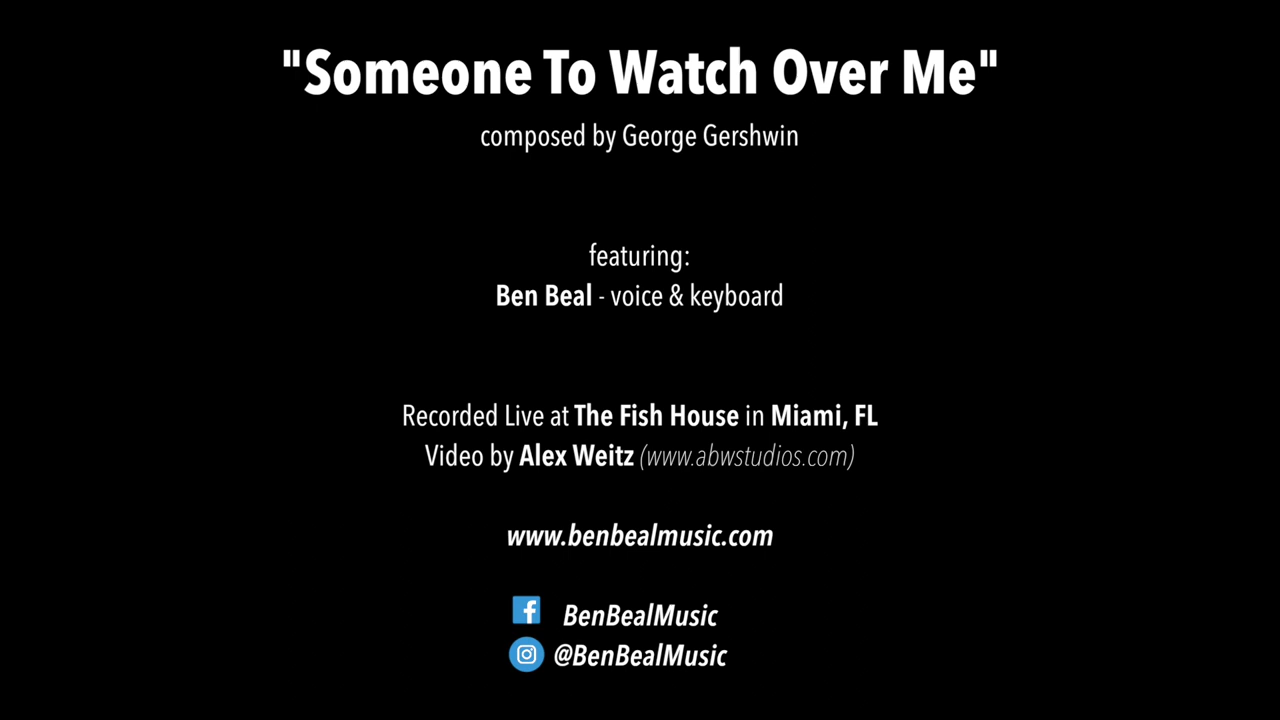 "Someone To Watch Over Me"
composed by George Gershwin
featuring:
Ben Beal - voice & keyboard
Recorded Live at The Fish House in Miami, FL
Video by Alex Weitz (www.abwstudios.com)
www.benbealmusic.com
BenBealMusic
@BenBealMusic